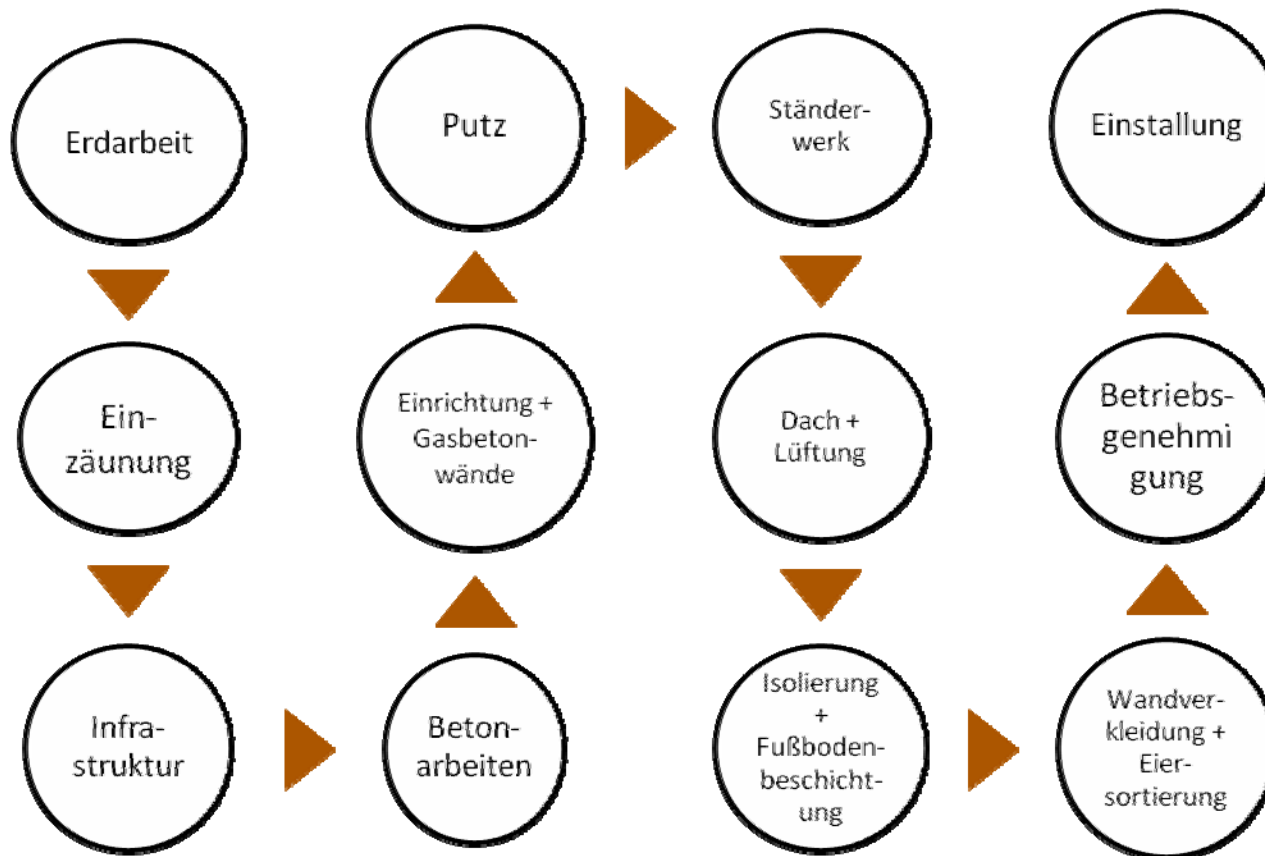 Erdarbeit
Ein-
zäunung
Infra-
struktur
Beton-
arbeiten
Einrichtung +
Gasbeton-
wände
Putz
Ständer-
werk
Dach +
Lüftung
Isolierung
+
Fußboden-
beschicht-
ung
Wandver-
kleidung +
Eier-
sortierung
Betriebs-
genehmi
gung
Einstallung